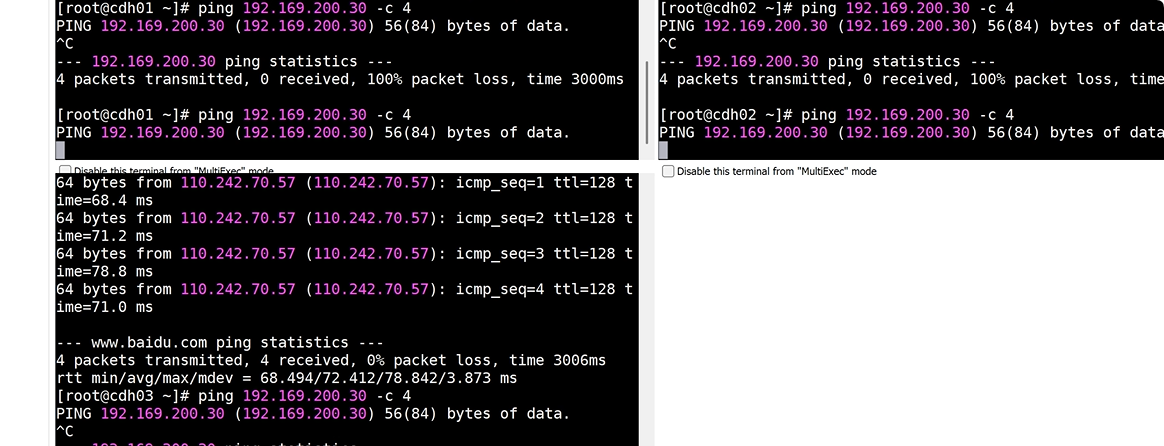 [root@cdh01 ~]# ping 192.169.200.30 -c 4
PING 192.169.200.30 (192.169.200.30) 56(84) bytes of data.
^C
--- 192.169.200.30 ping statistics ---
4 packets transmitted, 0 received, 100% packet loss, time 3000ms
[root@cdh01 ~]# ping 192.169.200.30 -c 4
PING 192.169.200.30 (192.169.200.30) 56(84) bytes of data.
Disable this terminal from "MultiExec" mode
[root@cdh02 ~]# ping 192.169.200.30 -c 4
PING 192.169.200.30 (192.169.200.30) 56(84) bytes of data
^C
--- 192.169.200.30 ping statistics ---
4 packets transmitted, 0 received, 100% packet loss, time
[root@cdh02 ~]# ping 192.169.200.30 -c 4
PING 192.169.200.30 (192.169.200.30) 56(84) bytes of data
Disable this terminal from "MultiExec" mode
64 bytes from 110.242.70.57 (110.242.70.57): icmp_seq=1 ttl=128 t
ime=68.4 ms
64 bytes from 110.242.70.57 (110.242.70.57): icmp_seq=2 ttl=128 t
ime=71.2 ms
64 bytes from 110.242.70.57 (110.242.70.57): icmp_seq=3 ttl=128 t
ime=78.8 ms
64 bytes from 110.242.70.57 (110.242.70.57): icmp_seq=4 ttl=128 t
ime=71.0 ms
--- www.baidu.com ping statistics ---
4 packets transmitted, 4 received, 0% packet loss, time 3006ms
rtt min/avg/max/mdev = 68.494/72.412/78.842/3.873 ms
[root@cdh03 ~]# ping 192.169.200.30 -c 4
PING 192.169.200.30 (192.169.200.30) 56(84) bytes of data.
^C